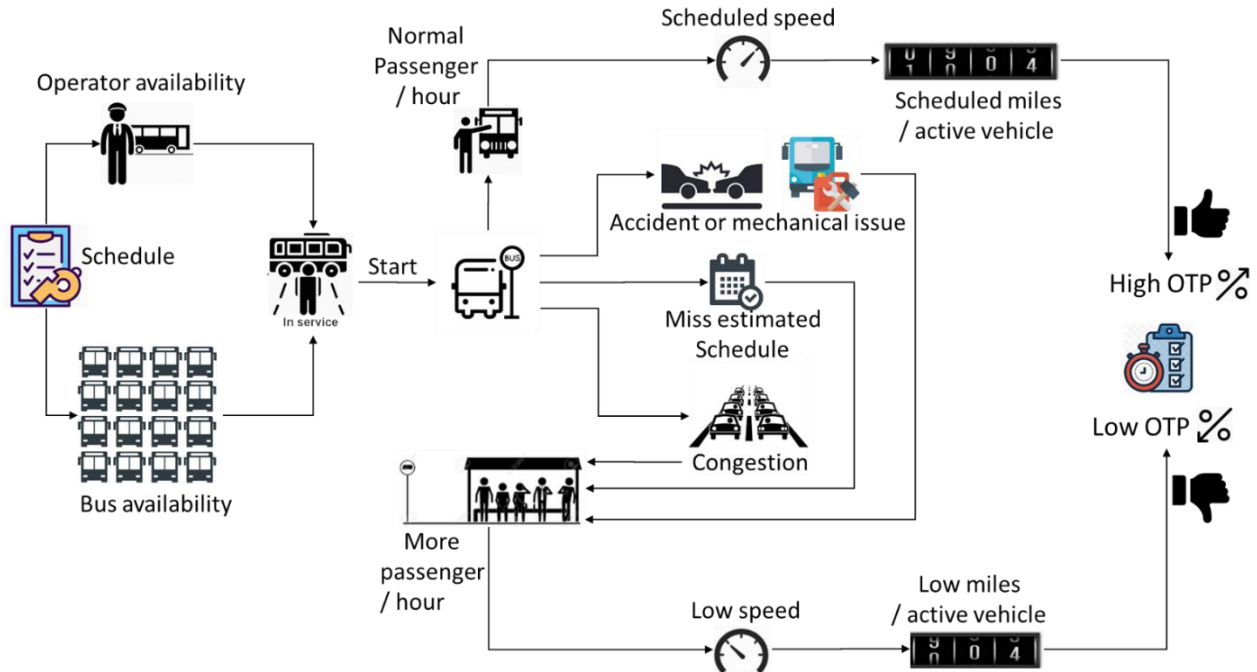 Scheduled speed
Normal
Passenger
/ hour
Operator availability
Scheduled miles
/ active vehicle
Accident or mechanical issue
Schedule
Start
BUS
In service
High OTP %
Miss estimated
Schedule
Low OTP %
Congestion
Bus availability
More
passenger
/ hour
Low miles
/ active vehicle
Low speed